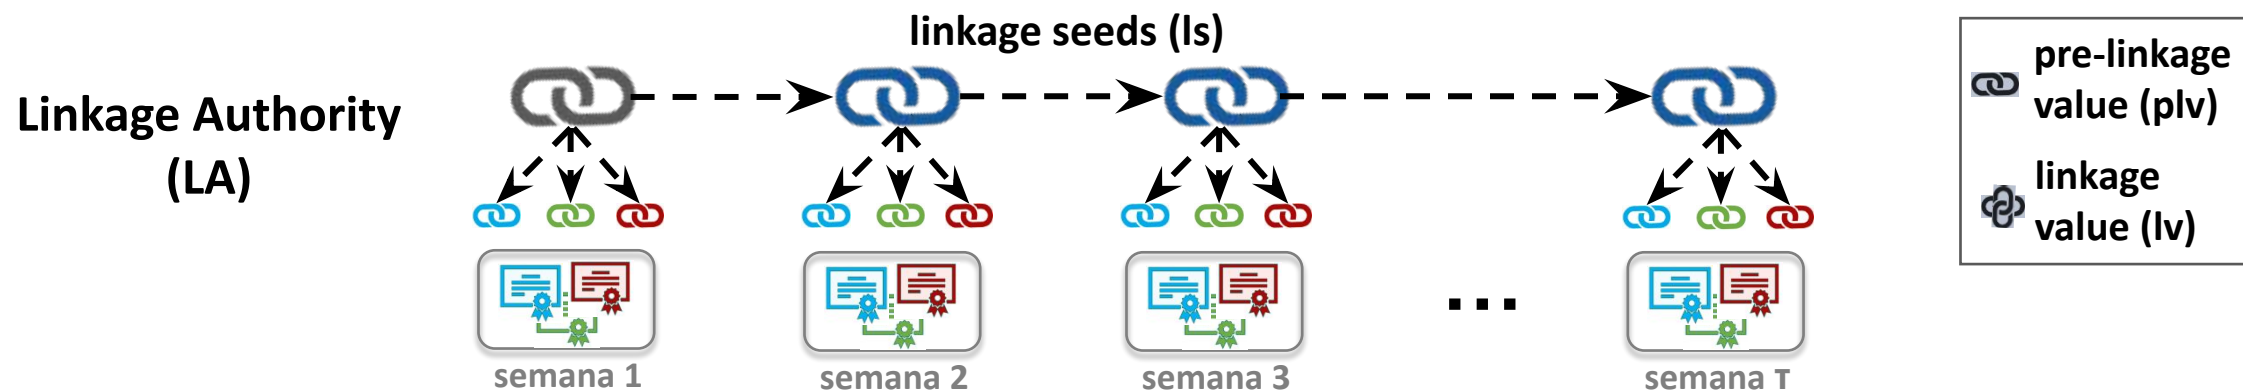 linkage seeds (ls)
Linkage Authority
(LA)
pre-linkage
value (plv)
linkage
value (lv)
...
semana 1
semana 2
semana 3
semana τ